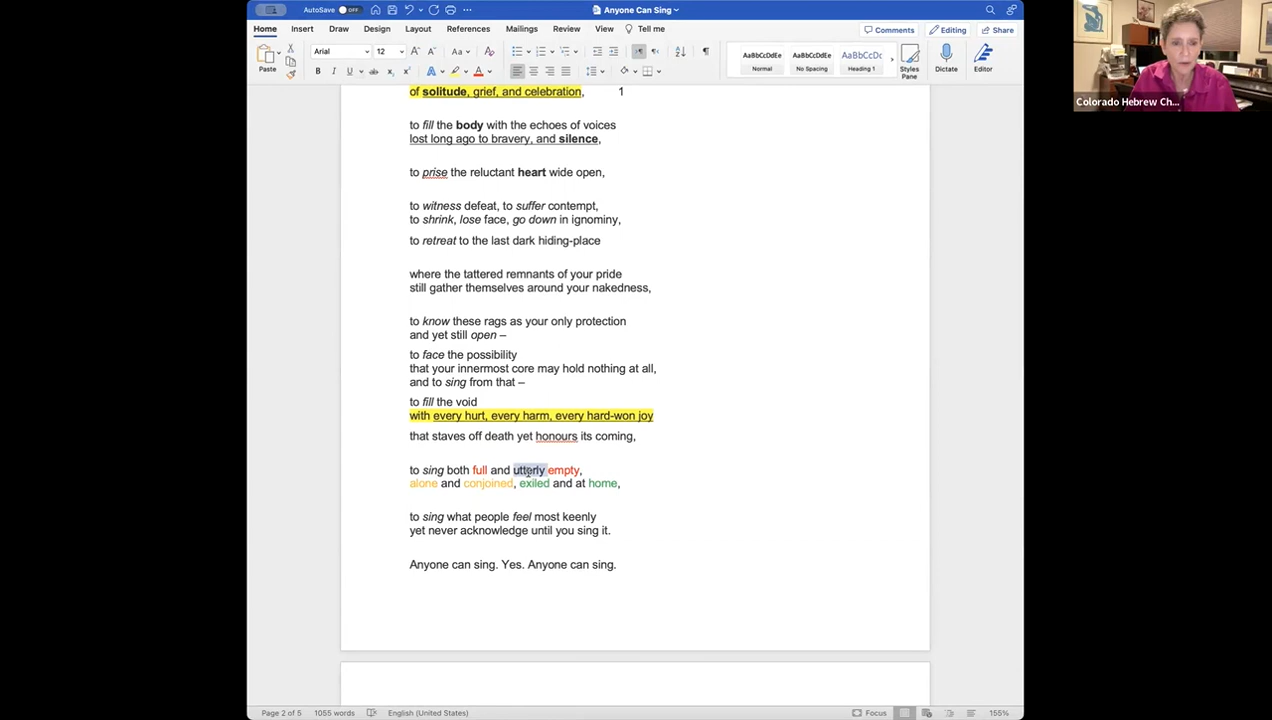 AutoSave OFF
Anyone Can Sing
Home Insert Draw Design Layout References Mailings Review View Tell me
Comments Editing Share
Paste
Arial 12
AaBbCcDdEe AaBbCcDdEe AaBbCcDc
Normal No Spacing Heading 1
Styles Pane Dictate Editor
of solitude, grief, and celebration, 1
to fill the body with the echoes of voices
lost long ago to bravery, and silence,
to prise the reluctant heart wide open,
to witness defeat, to suffer contempt,
to shrink, lose face, go down in ignominy,
to retreat to the last dark hiding-place
where the tattered remnants of your pride
still gather themselves around your nakedness,
to know these rags as your only protection
and yet still open –
to face the possibility
that your innermost core may hold nothing at all,
and to sing from that –
to fill the void
with every hurt, every harm, every hard-won joy
that staves off death yet honours its coming,
to sing both full and utterly empty,
alone and conjoined, exiled and at home,
to sing what people feel most keenly
yet never acknowledge until you sing it.
Anyone can sing. Yes. Anyone can sing.
Page 2 of 5 1055 words English (United States) Focus 155%
Colorado Hebrew Ch...